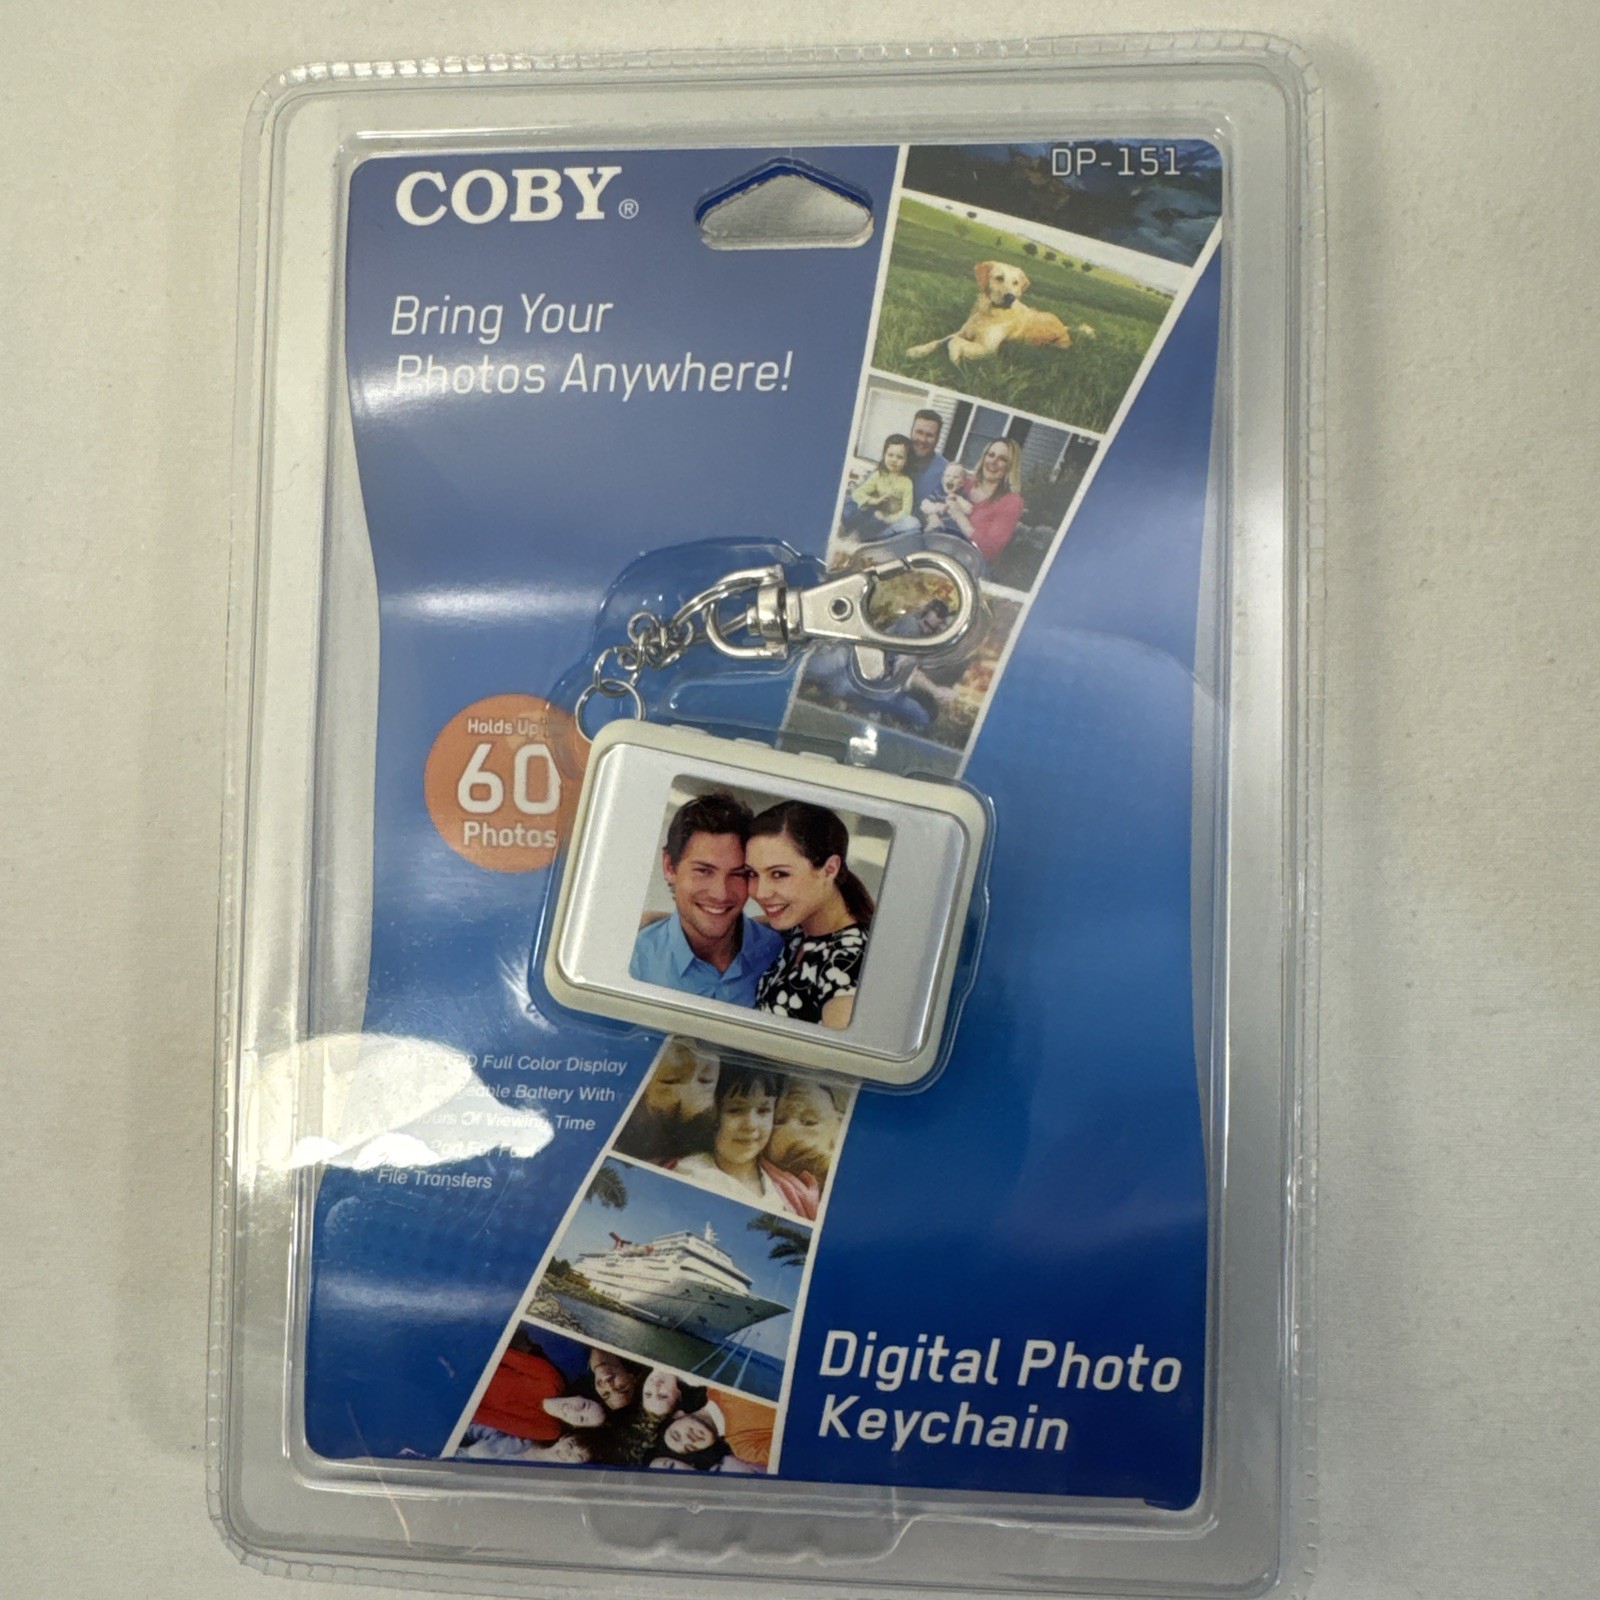 COBY®
DP-151
Bring Your
Photos Anywhere!
Holds Up
60
Photos
Full Color Display
Battery With
Of Viewing Time
For
File Transfers
Digital Photo
Keychain